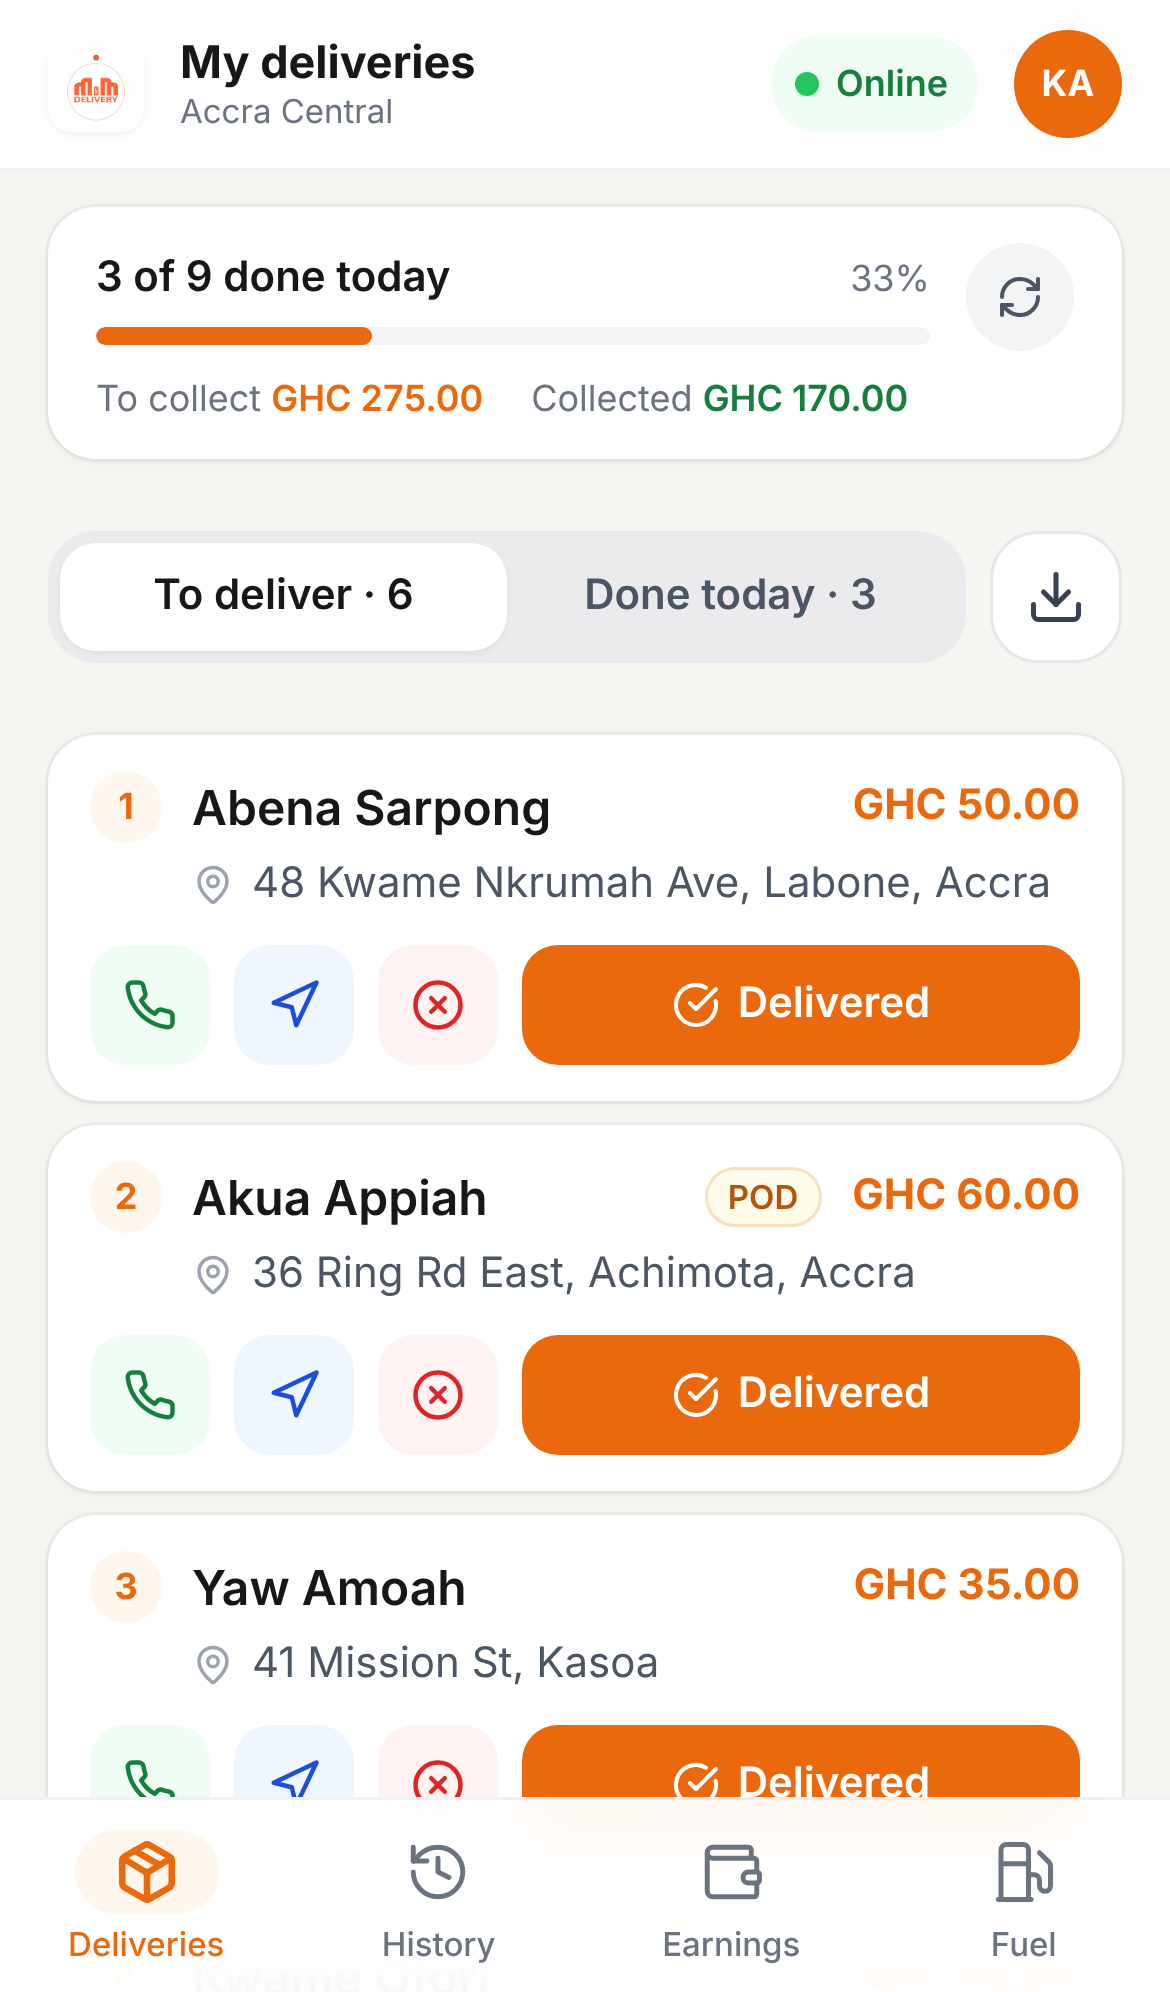 M&M
DELIVERY
My deliveries
Accra Central
Online
KA
3 of 9 done today
33%
To collect GHC 275.00 Collected GHC 170.00
To deliver · 6
Done today · 3
1
Abena Sarpong
GHC 50.00
48 Kwame Nkrumah Ave, Labone, Accra
Delivered
2
Akua Appiah
POD
GHC 60.00
36 Ring Rd East, Achimota, Accra
Delivered
3
Yaw Amoah
GHC 35.00
41 Mission St, Kasoa
Delivered
Deliveries
History
Earnings
Fuel
Kwame Ofori